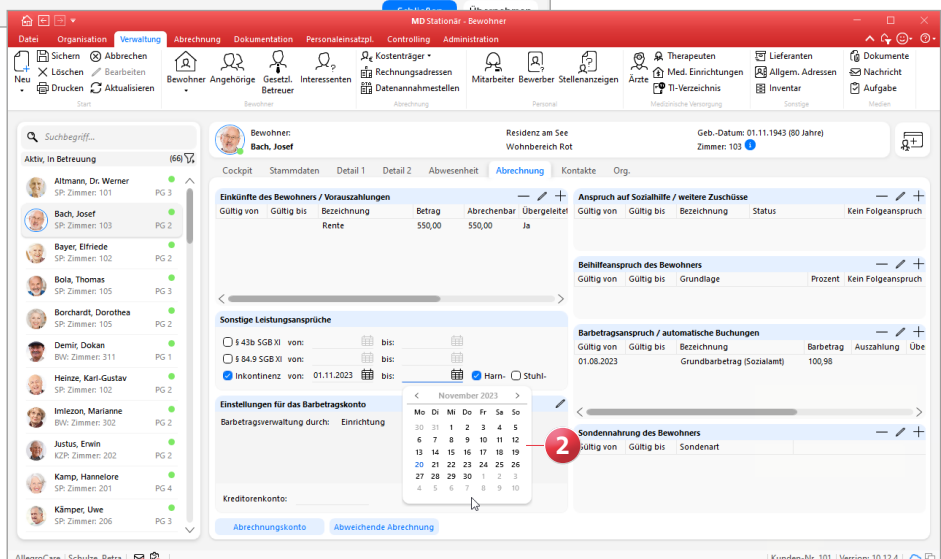 Schließen Übernehmen
MD Stationär - Bewohner
Datei Organisation Verwaltung Abrechnung Dokumentation Personaleinsatzpl. Controlling Administration
Neu Sichern Abbrechen
Löschen Bearbeiten
Drucken Aktualisieren
Start
Bewohner Angehörige Gesetzl. Betreuer Interessenten
Bewohner
Kostenträger
Rechnungsadressen
Datenannahmestellen
Abrechnung
Mitarbeiter Bewerber Stellenanzeigen
Personal
Ärzte Therapeuten
Med. Einrichtungen
TI-Verzeichnis
Medizinische Versorgung
Lieferanten
Allgem. Adressen
Inventar
Sonstige
Dokumente
Nachricht
Aufgabe
Medien
Suchbegriff...
Aktiv, In Betreuung (66)
Altmann, Dr. Werner
SP: Zimmer: 101 PG 3
Bach, Josef
SP: Zimmer: 103 PG 2
Bayer, Elfriede
SP: Zimmer: 102 PG 2
Bola, Thomas
SP: Zimmer: 105 PG 3
Borchardt, Dorothea
SP: Zimmer: 105 PG 2
Demir, Dokan
BW: Zimmer: 311 PG 1
Heinze, Karl-Gustav
SP: Zimmer: 102 PG 2
Imlezon, Marianne
BW: Zimmer: 302 PG 2
Justus, Erwin
KZP: Zimmer: 202 PG 2
Kamp, Hannelore
SP: Zimmer: 201 PG 4
Kämper, Uwe
SP: Zimmer: 206 PG 3
Bewohner: Residenz am See Geb.-Datum: 01.11.1943 (80 Jahre)
Bach, Josef Wohnbereich Rot Zimmer: 103
Cockpit Stammdaten Detail 1 Detail 2 Abwesenheit Abrechnung Kontakte Org.
Einkünfte des Bewohners / Vorauszahlungen
Gültig von Gültig bis Bezeichnung Betrag Abrechenbar Übergeleitet
Rente 550,00 550,00 Ja
Sonstige Leistungsansprüche
§ 43b SGB XI von: bis:
§ 84.9 SGB XI von: bis:
Inkontinenz von: 01.11.2023 bis: Harn- Stuhl-
Einstellungen für das Barbetragskonto
Barbetragsverwaltung durch: Einrichtung
Kreditorenkonto:
Abrechnungskonto Abweichende Abrechnung
November 2023
Mo Di Mi Do Fr Sa So
30 31 1 2 3 4 5
6 7 8 9 10 11 12
13 14 15 16 17 18 19
20 21 22 23 24 25 26
27 28 29 30 1 2 3
4 5 6 7 8 9 10
2
Anspruch auf Sozialhilfe / weitere Zuschüsse
Gültig von Gültig bis Bezeichnung Status Kein Folgeanspruch
Beihilfeanspruch des Bewohners
Gültig von Gültig bis Grundlage Prozent Kein Folgeanspruch
Barbetragsanspruch / automatische Buchungen
Gültig von Gültig bis Bezeichnung Barbetrag Auszahlung Übe
01.08.2023 Grundbarbetrag (Sozialamt) 100,98
Sondennahrung des Bewohners
Gültig von Gültig bis Sondenart
AllegroCare Schulze, Petra Kunden-Nr. 101 Version: 10.12.4